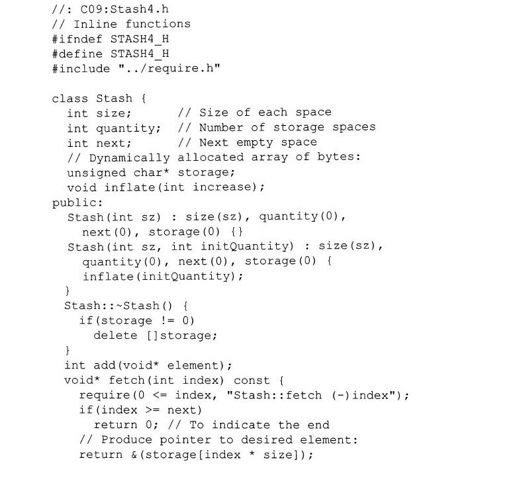 //: C09:Stash4.h
// Inline functions
#ifndef STASH4_H
#define STASH4_H
#include "../require.h"

class Stash {
  int size;      // Size of each space
  int quantity;  // Number of storage spaces
  int next;      // Next empty space
  // Dynamically allocated array of bytes:
  unsigned char* storage;
  void inflate(int increase);
public:
  Stash(int sz) : size(sz), quantity(0),
    next(0), storage(0) {}
  Stash(int sz, int initQuantity) : size(sz),
    quantity(0), next(0), storage(0) {
    inflate(initQuantity);
  }
  Stash::~Stash() {
    if(storage != 0)
      delete []storage;
  }
  int add(void* element);
  void* fetch(int index) const {
    require(0 <= index, "Stash::fetch (-)index");
    if(index >= next)
      return 0; // To indicate the end
    // Produce pointer to desired element:
    return &(storage[index * size]);